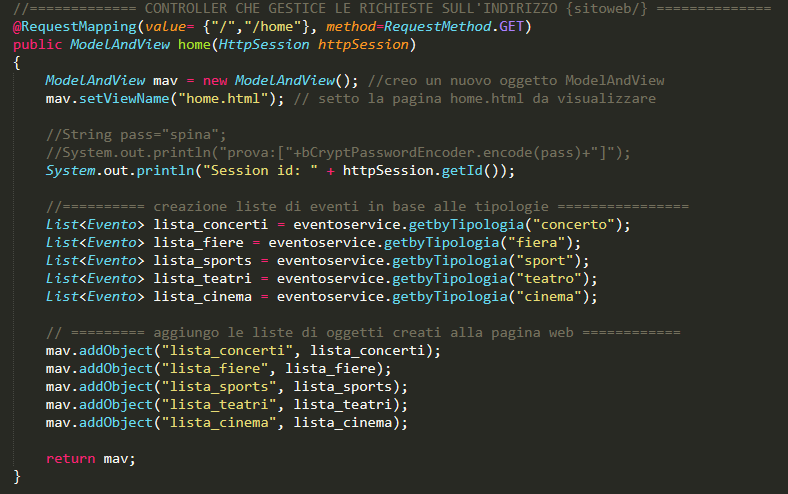 //============= CONTROLLER CHE GESTICE LE RICHIESTE SULL'INDIRIZZO {sitoweb/} ==============
@RequestMapping(value= {"/","/home"}, method=RequestMethod.GET)
public ModelAndView home(HttpSession httpSession)
{
    ModelAndView mav = new ModelAndView(); //creo un nuovo oggetto ModelAndView
    mav.setViewName("home.html"); // setto la pagina home.html da visualizzare

    //String pass="spina";
    //System.out.println("prova:["+bCryptPasswordEncoder.encode(pass)+"]");
    System.out.println("Session id: " + httpSession.getId());

    //========== creazione liste di eventi in base alle tipologie ================
    List<Evento> lista_concerti = eventoservice.getbyTipologia("concerto");
    List<Evento> lista_fiere = eventoservice.getbyTipologia("fiera");
    List<Evento> lista_sports = eventoservice.getbyTipologia("sport");
    List<Evento> lista_teatri = eventoservice.getbyTipologia("teatro");
    List<Evento> lista_cinema = eventoservice.getbyTipologia("cinema");

    // ========= aggiungo le liste di oggetti creati alla pagina web ============
    mav.addObject("lista_concerti", lista_concerti);
    mav.addObject("lista_fiere", lista_fiere);
    mav.addObject("lista_sports", lista_sports);
    mav.addObject("lista_teatri", lista_teatri);
    mav.addObject("lista_cinema", lista_cinema);

    return mav;
}